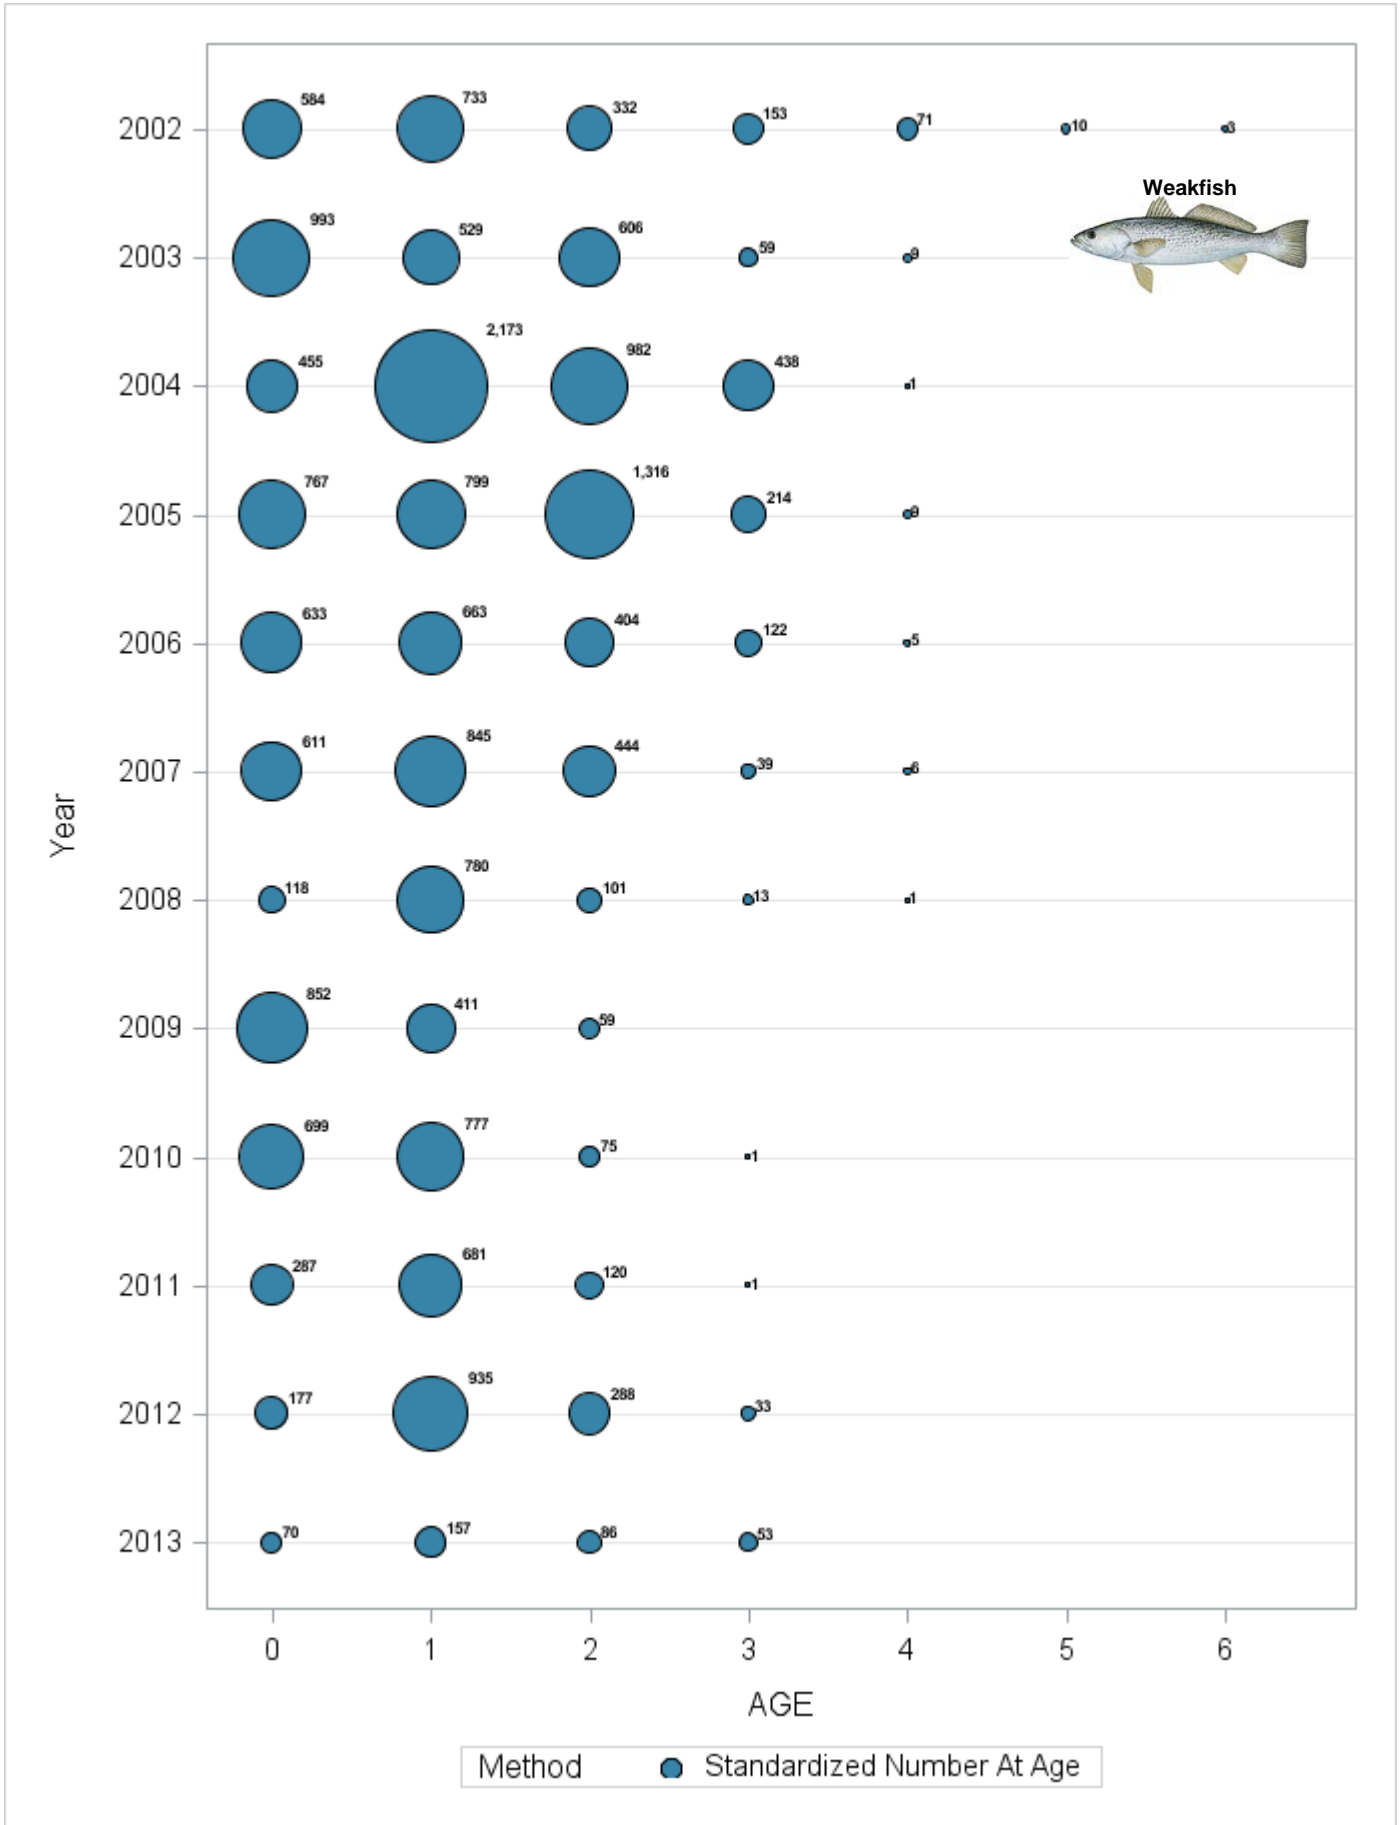 2002 584 733 332 153 71 10 3
Weakfish
2003 993 529 606 59 9
2004 455 2,173 982 438 1
2005 767 799 1,316 214 9
2006 633 663 404 122 5
2007 611 845 444 39 6
2008 118 780 101 13 1
2009 852 411 59
2010 699 777 75 1
2011 287 681 120 1
2012 177 935 288 33
2013 70 157 86 53
Year
0 1 2 3 4 5 6
AGE
Method Standardized Number At Age